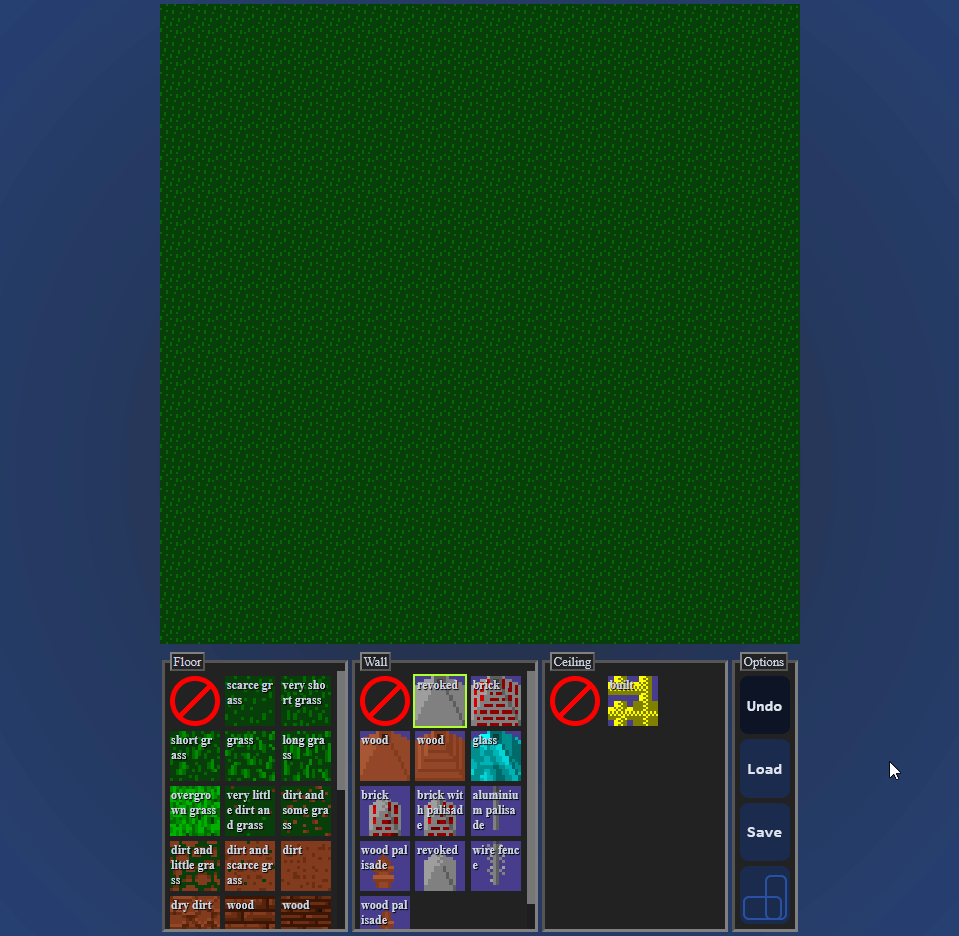 Floor
Wall
Ceiling
Options
scarce gr
ass
very sho
rt grass
short gr
ass
grass
long gra
ss
overgro
wn grass
very littl
e dirt an
d grass
dirt and
some gra
ss
dirt and
little gra
ss
dirt and
scarce gr
ass
dirt
dry dirt
wood
wood
revoked
brick
wood
wood
glass
brick
brick wit
h palisad
e
aluminiu
m palisa
de
wood pal
isade
revoked
wire fenc
e
wood pal
isade
Undo
Load
Save